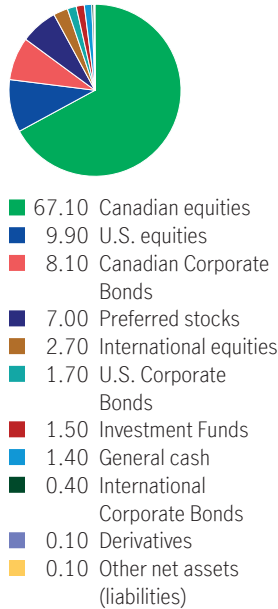 67.10 Canadian equities
9.90 U.S. equities
8.10 Canadian Corporate
Bonds
7.00 Preferred stocks
2.70 International equities
1.70 U.S. Corporate
Bonds
1.50 Investment Funds
1.40 General cash
0.40 International
Corporate Bonds
0.10 Derivatives
0.10 Other net assets
(liabilities)